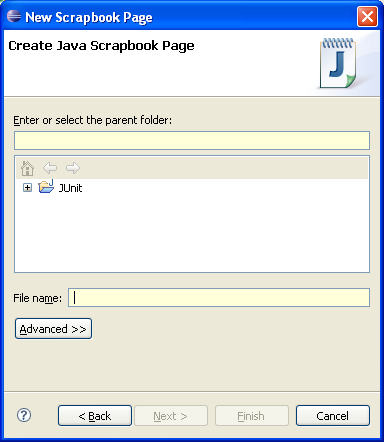 New Scrapbook Page
Create Java Scrapbook Page
J
Enter or select the parent folder:
JUnit
File name:
Advanced >>
? < Back Next > Finish Cancel